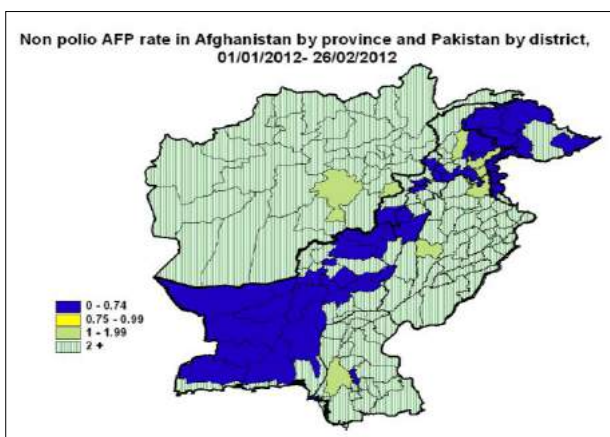 Non polio AFP rate in Afghanistan by province and Pakistan by district,
01/01/2012- 26/02/2012
0 - 0.74
0.75 - 0.99
1 - 1.99
2 +